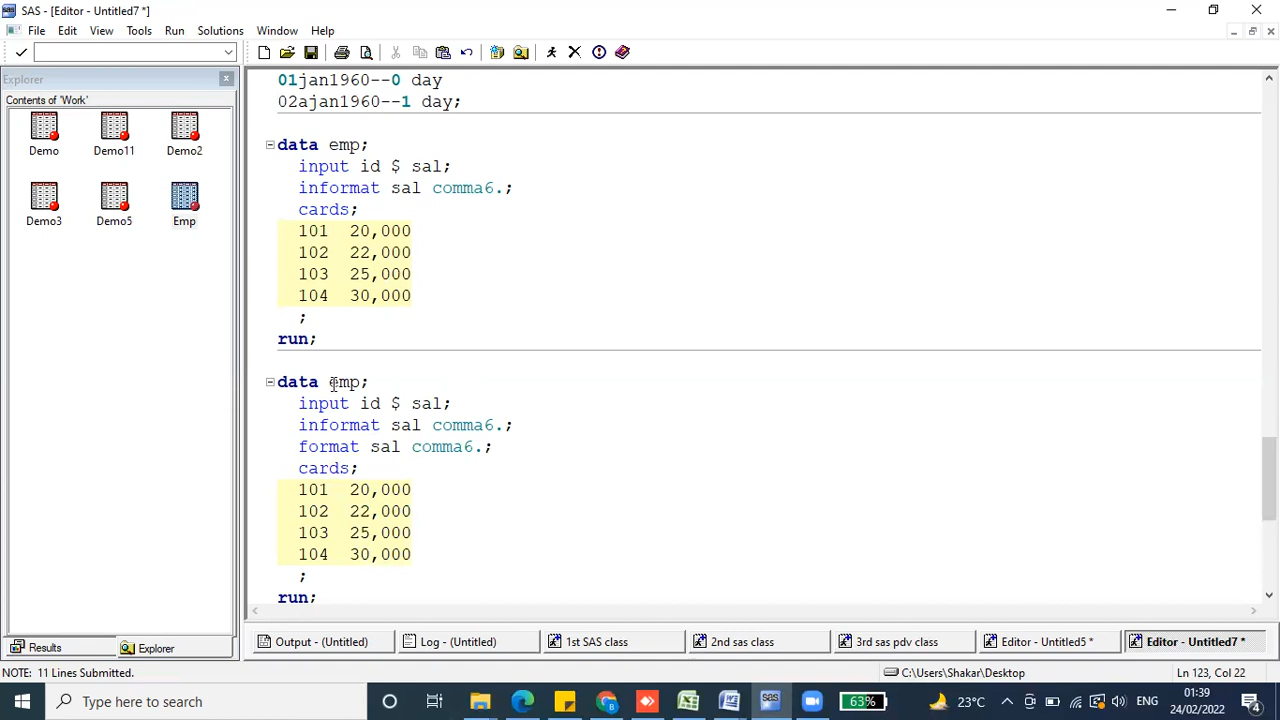 SAS - [Editor - Untitled7 *]
File Edit View Tools Run Solutions Window Help
Explorer
Contents of 'Work'
Demo Demo11 Demo2
Demo3 Demo5 Emp
01jan1960--0 day
02ajan1960--1 day;
data emp;
input id $ sal;
informat sal comma6.;
cards;
101 20,000
102 22,000
103 25,000
104 30,000
;
run;
data emp;
input id $ sal;
informat sal comma6.;
format sal comma6.;
cards;
101 20,000
102 22,000
103 25,000
104 30,000
;
run;
Results Explorer
Output - (Untitled) Log - (Untitled) 1st SAS class 2nd sas class 3rd sas pdv class Editor - Untitled5 * Editor - Untitled7 *
NOTE: 11 Lines Submitted. C:\Users\Shakar\Desktop Ln 123, Col 22
Type here to search 63% 23°C ENG 01:39 24/02/2022 4